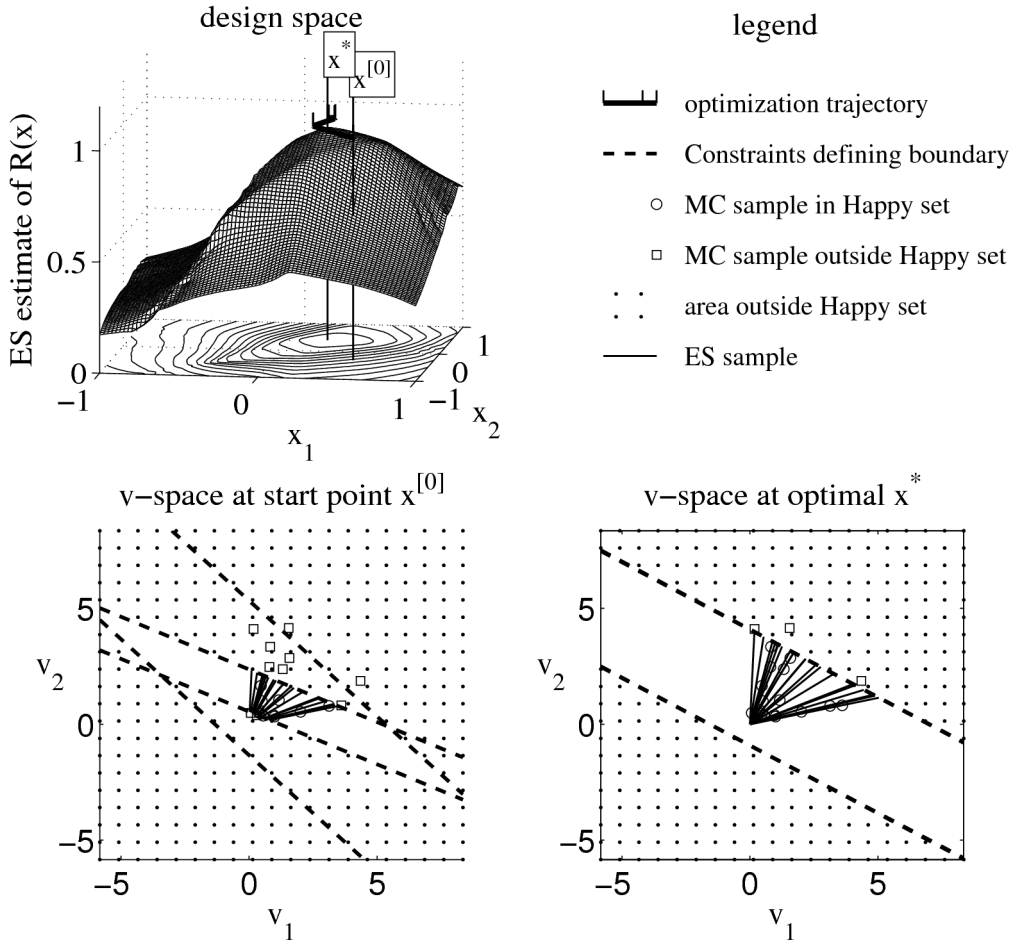 design space
x*
x[0]
ES estimate of R(x)
1
0.5
0
−1
0
1
−1
0
1
x1
x2
legend
optimization trajectory
Constraints defining boundary
MC sample in Happy set
MC sample outside Happy set
area outside Happy set
ES sample
v−space at start point x[0]
5
0
−5
v2
−5
0
5
v1
v−space at optimal x*
5
0
−5
v2
−5
0
5
v1